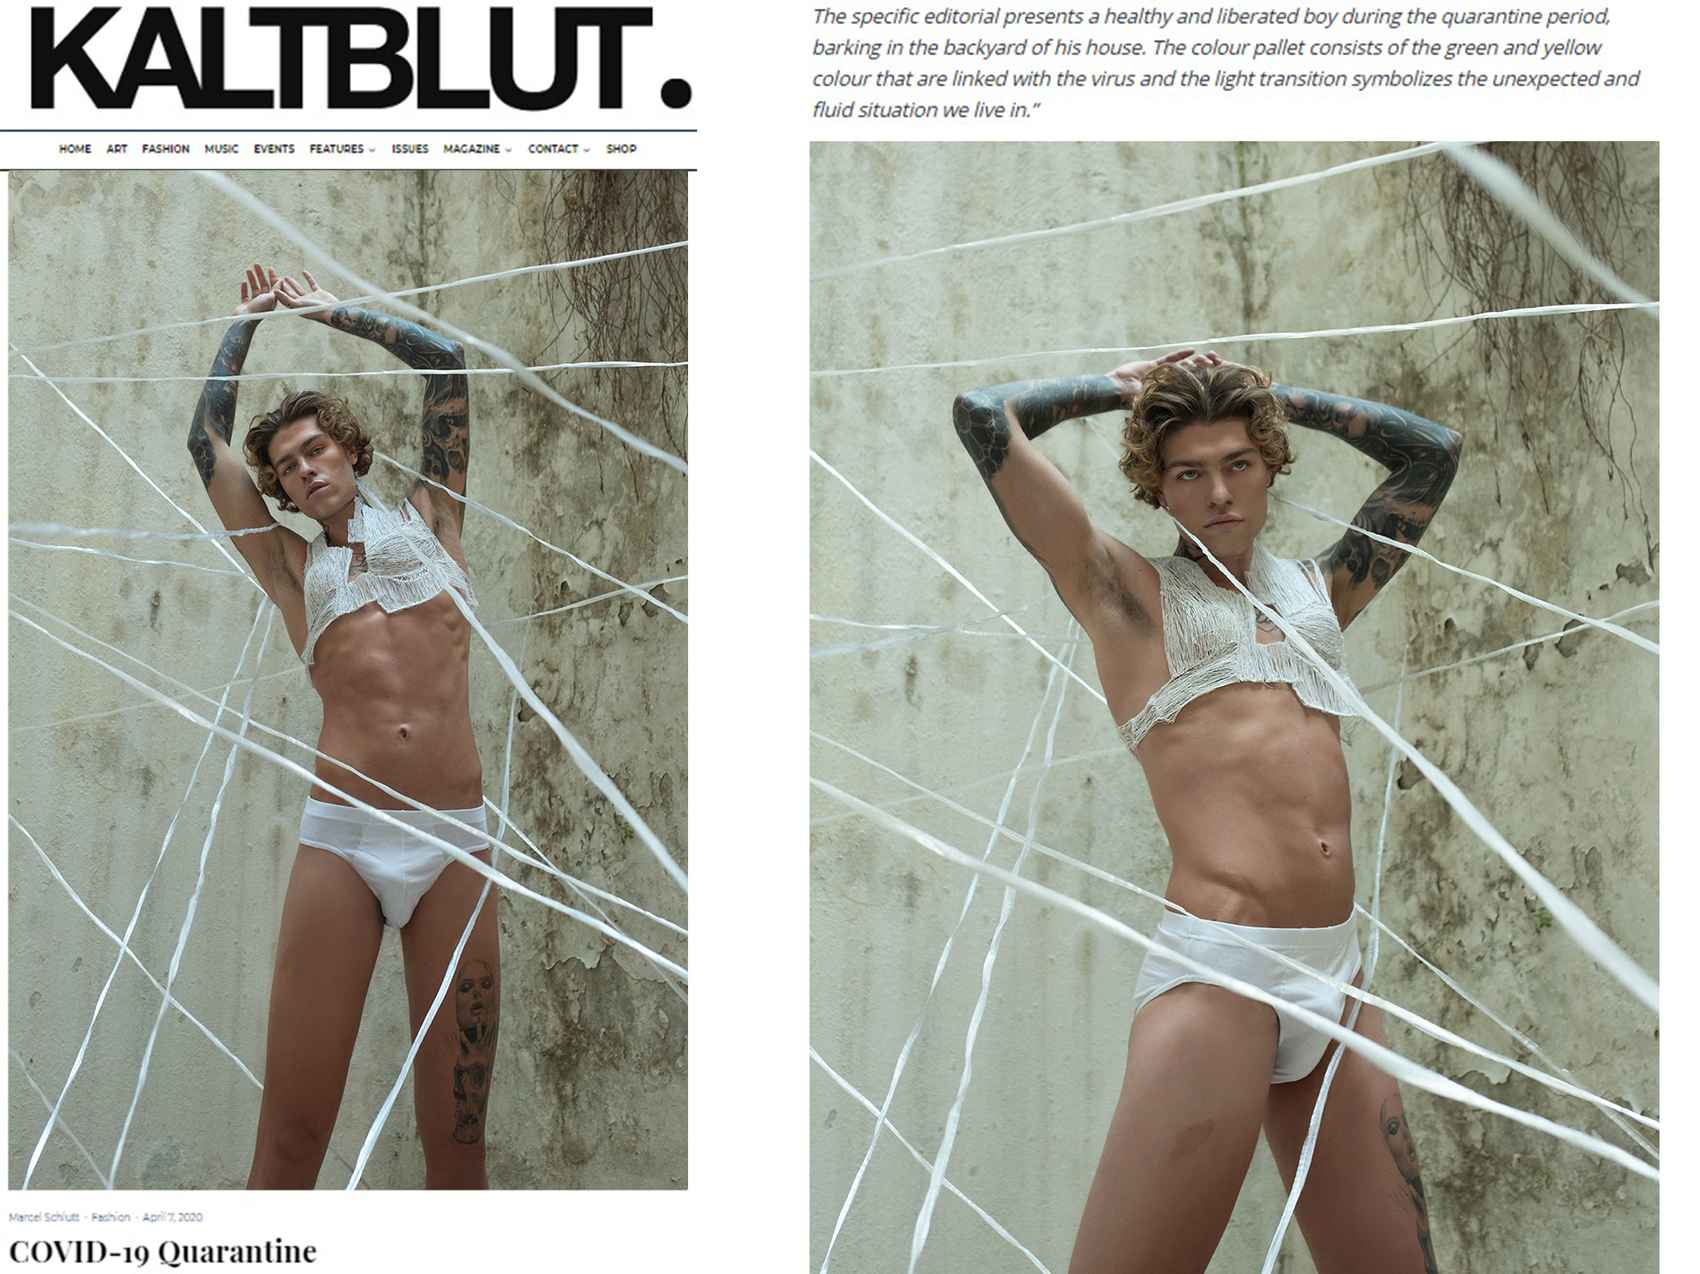 KALTBLUT.
HOME ART FASHION MUSIC EVENTS FEATURES ISSUES MAGAZINE CONTACT SHOP
Marcel Schlutt · Fashion · April 7, 2020
COVID-19 Quarantine
The specific editorial presents a healthy and liberated boy during the quarantine period,
barking in the backyard of his house. The colour pallet consists of the green and yellow
colour that are linked with the virus and the light transition symbolizes the unexpected and
fluid situation we live in.”